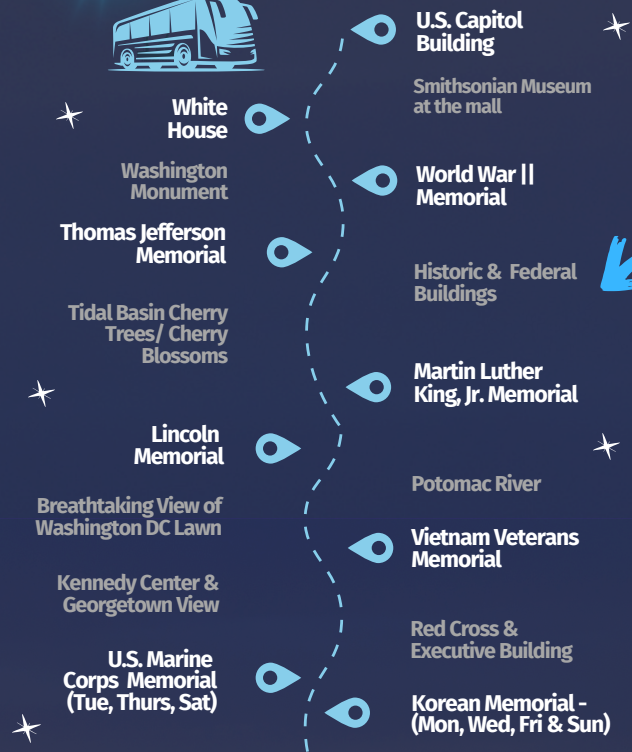 U.S. Capitol
Building
Smithsonian Museum
at the mall
White
House
Washington
Monument
World War ||
Memorial
Thomas Jefferson
Memorial
Historic & Federal
Buildings
Tidal Basin Cherry
Trees/ Cherry
Blossoms
Martin Luther
King, Jr. Memorial
Lincoln
Memorial
Potomac River
Breathtaking View of
Washington DC Lawn
Vietnam Veterans
Memorial
Kennedy Center &
Georgetown View
Red Cross &
Executive Building
U.S. Marine
Corps Memorial
(Tue, Thurs, Sat)
Korean Memorial -
(Mon, Wed, Fri & Sun)